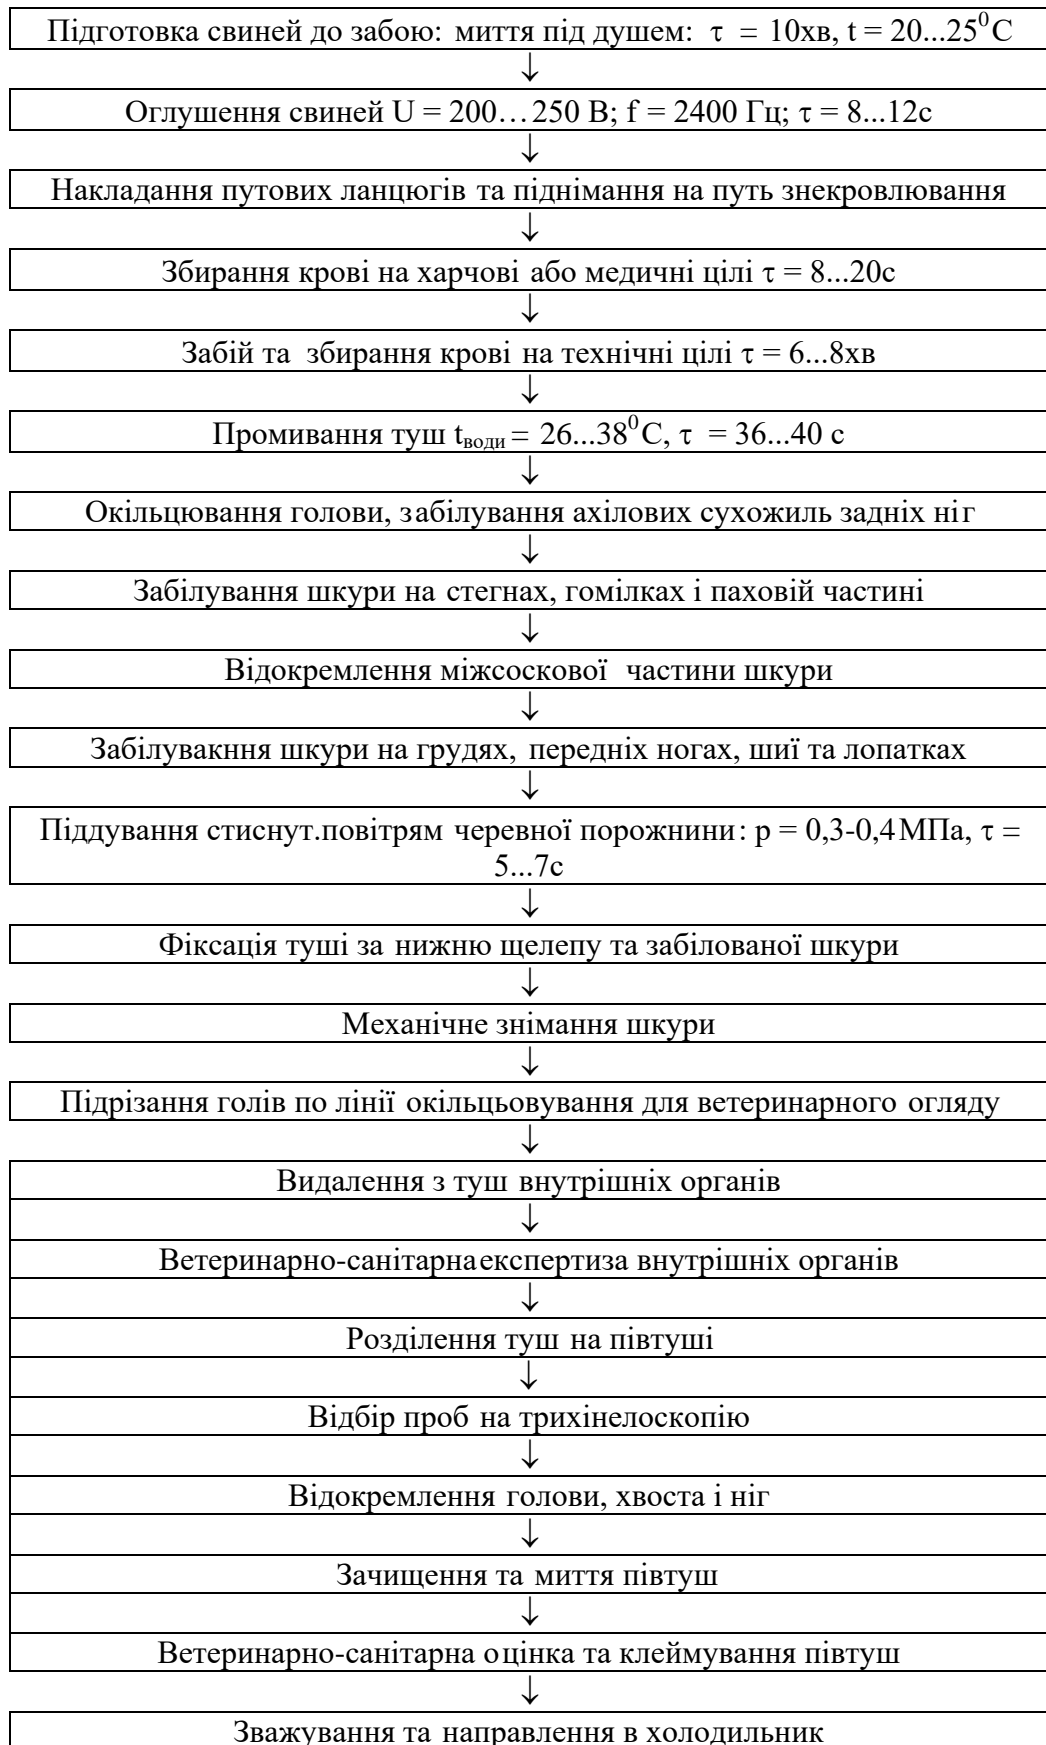 Підготовка свиней до забою: миття під душем: τ = 10хв, t = 20...25⁰С
↓
Оглушення свиней U = 200…250 В; f = 2400 Гц; τ = 8...12с
↓
Накладання путових ланцюгів та піднімання на путь знекровлювання
↓
Збирання крові на харчові або медичні цілі τ = 8...20с
↓
Забій та збирання крові на технічні цілі τ = 6...8хв
↓
Промивання туш tводи = 26...38⁰С, τ = 36...40 с
↓
Окільцювання голови, забілування ахілових сухожиль задніх ніг
↓
Забілування шкури на стегнах, гомілках і паховій частині
↓
Відокремлення міжсоскової частини шкури
↓
Забілувакння шкури на грудях, передніх ногах, шиї та лопатках
↓
Піддування стиснут.повітрям черевної порожнини: р = 0,3-0,4МПа, τ =
5...7с
↓
Фіксація туші за нижню щелепу та забілованої шкури
↓
Механічне знімання шкури
↓
Підрізання голів по лінії окільцьовування для ветеринарного огляду
↓
Видалення з туш внутрішніх органів
↓
Ветеринарно-санітарна експертиза внутрішніх органів
↓
Розділення туш на півтуші
↓
Відбір проб на трихінелоскопію
↓
Відокремлення голови, хвоста і ніг
↓
Зачищення та миття півтуш
↓
Ветеринарно-санітарна оцінка та клеймування півтуш
↓
Зважування та направлення в холодильник